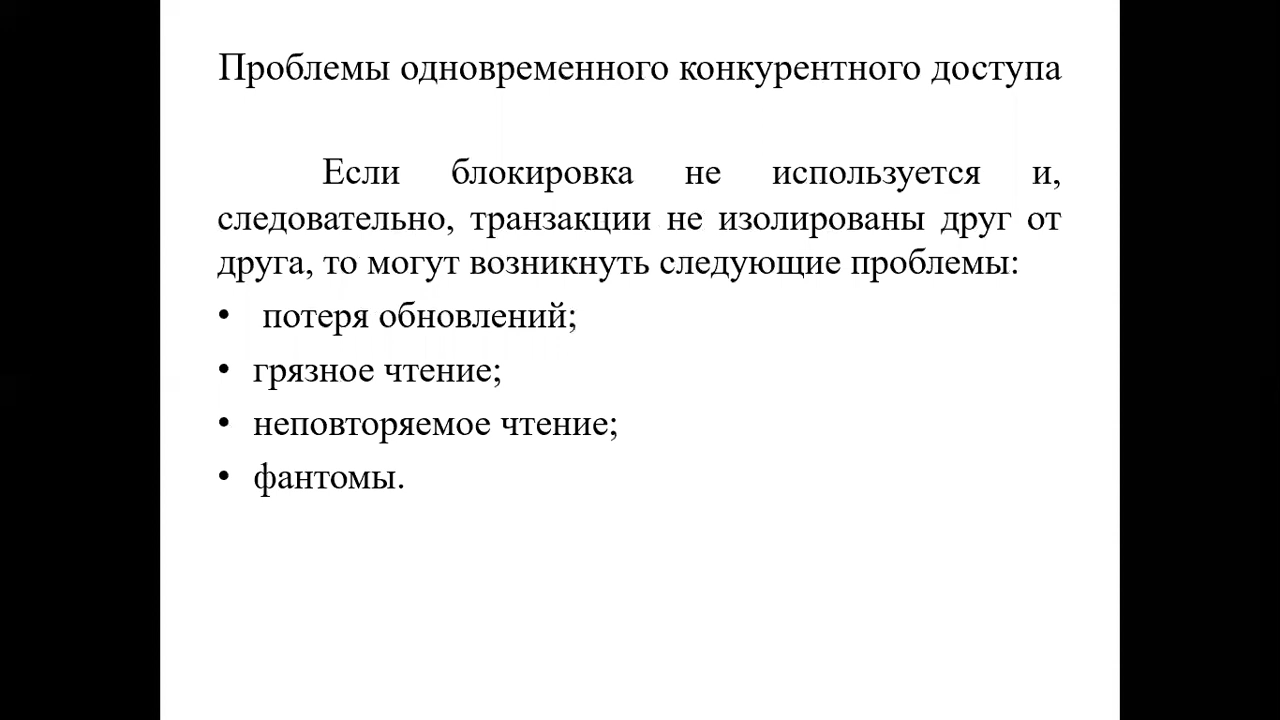 Проблемы одновременного конкурентного доступа
Если блокировка не используется и,
следовательно, транзакции не изолированы друг от
друга, то могут возникнуть следующие проблемы:
• потеря обновлений;
• грязное чтение;
• неповторяемое чтение;
• фантомы.